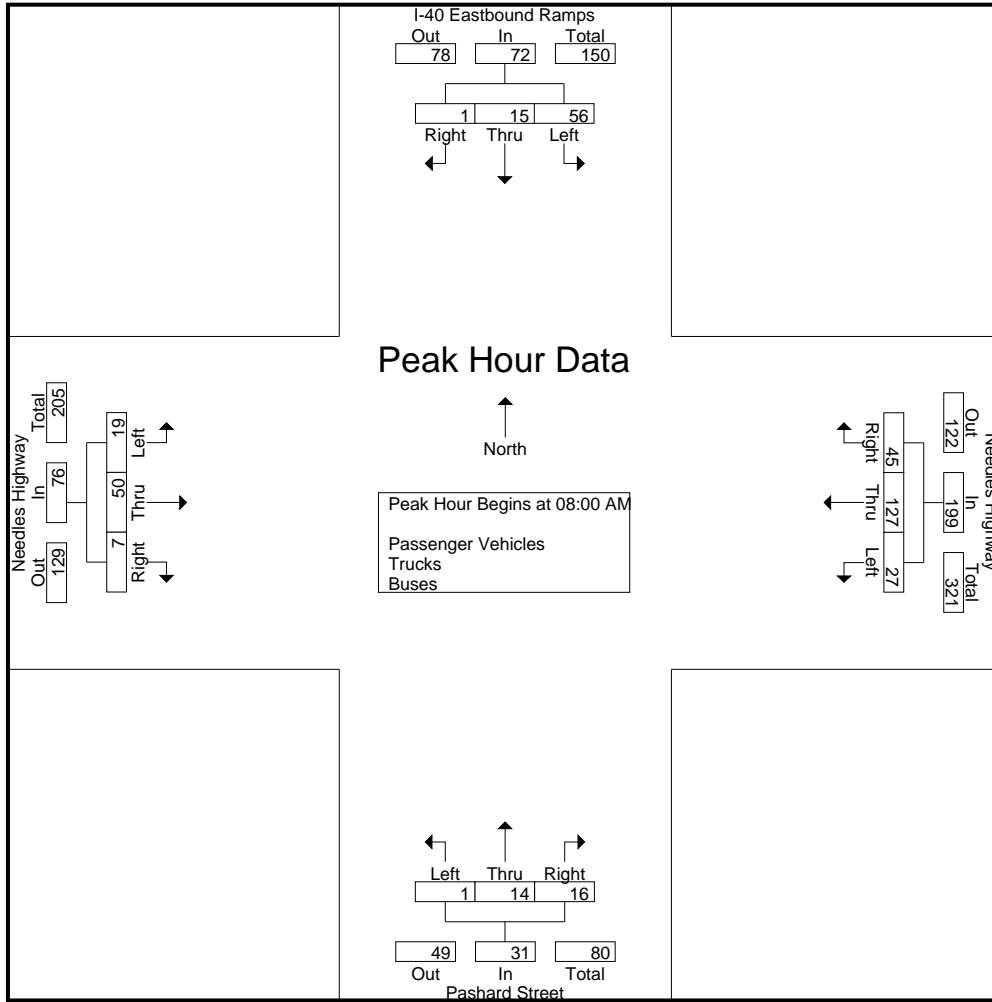 I-40 Eastbound Ramps
Out In Total
78 72 150
1 15 56
Right Thru Left
Peak Hour Data
North
Peak Hour Begins at 08:00 AM
Passenger Vehicles
Trucks
Buses
Needles Highway
Out In Total
129 76 205
19 50 7
Left Thru Right
Needles Highway
Out In Total
122 199 321
45 127 27
Right Thru Left
Left Thru Right
1 14 16
49 31 80
Out In Total
Pashard Street